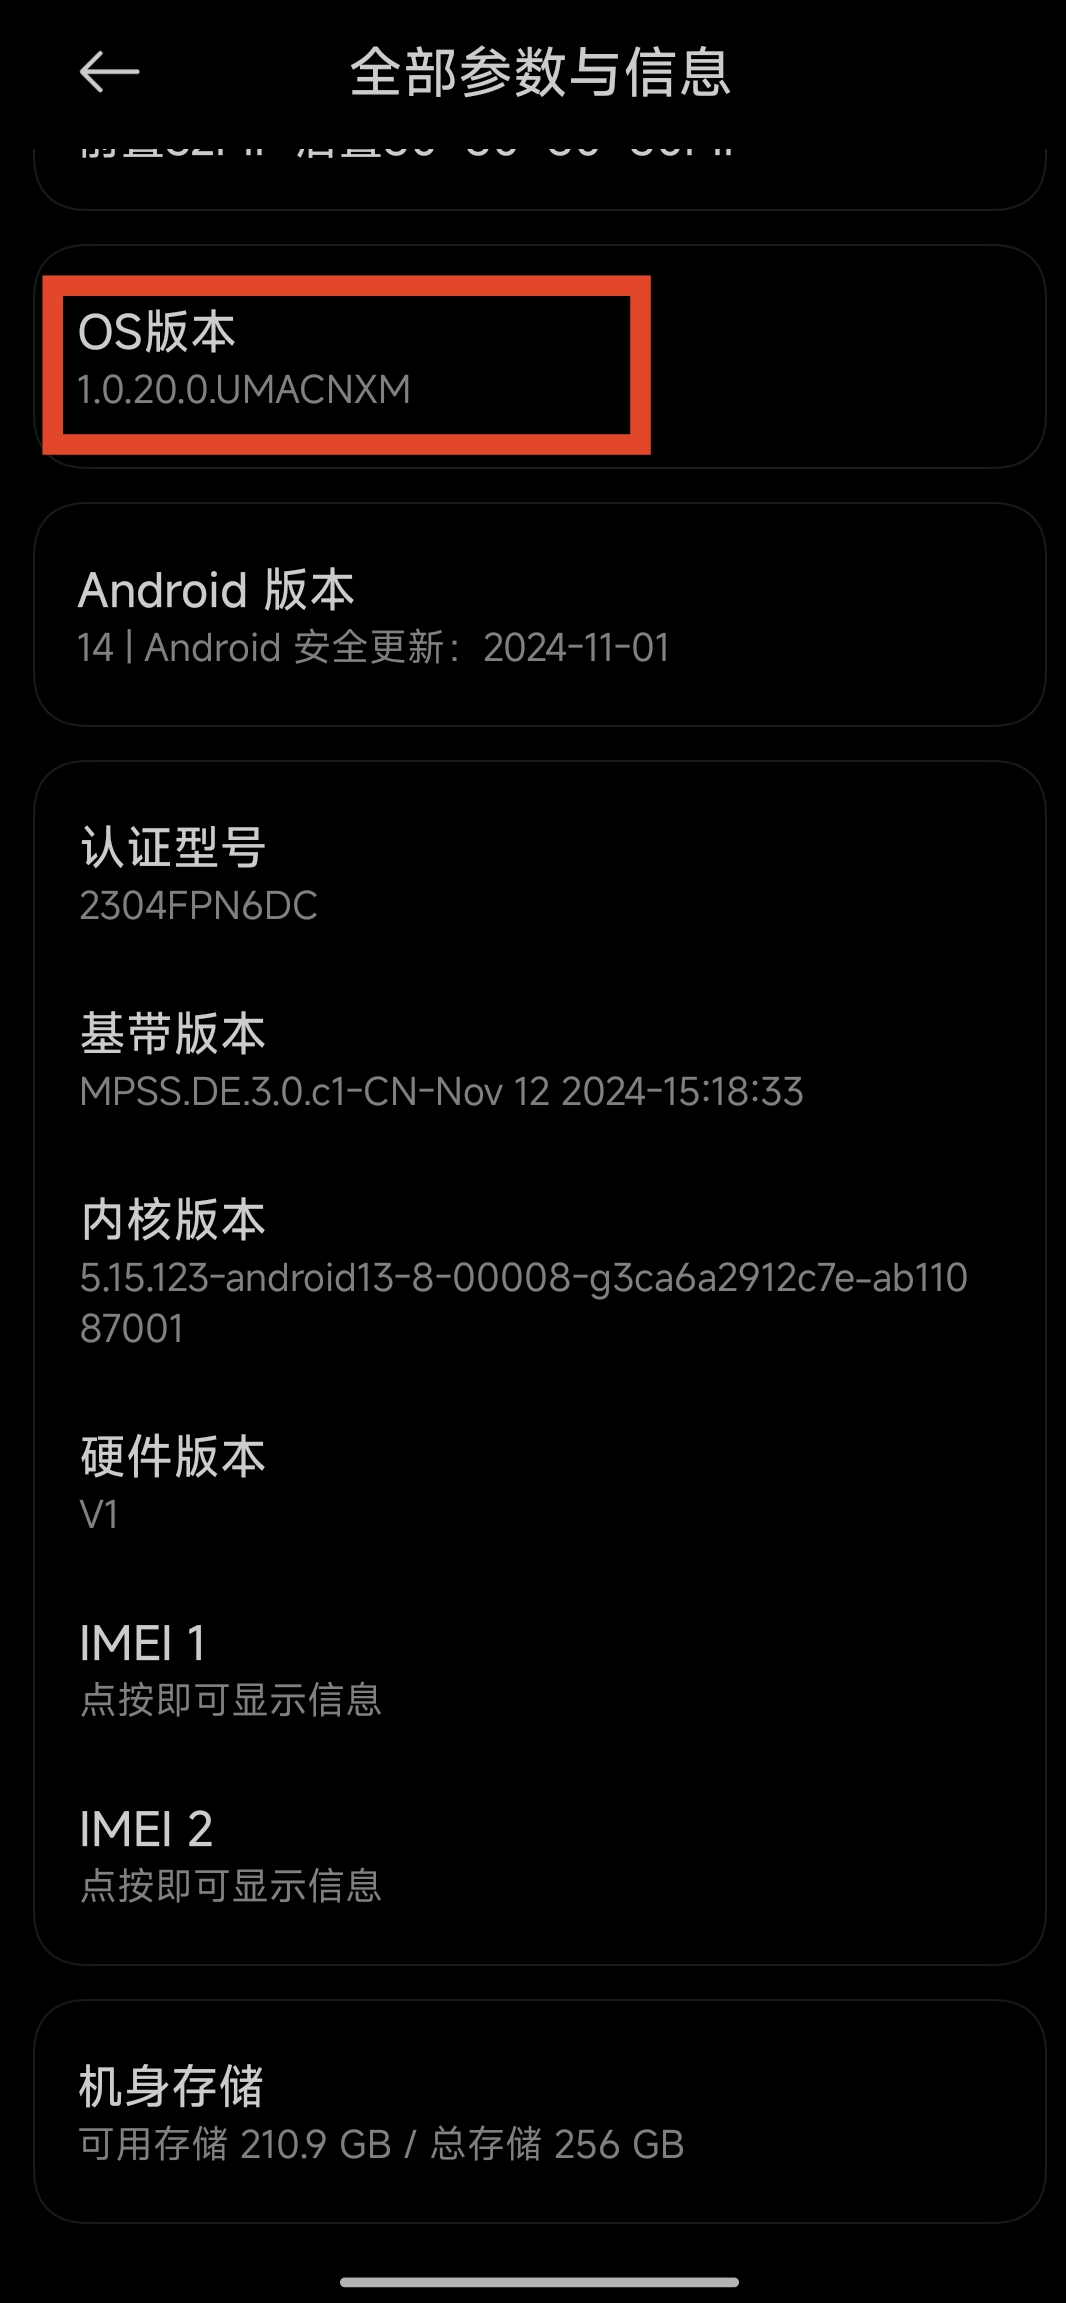 全部参数与信息
OS版本
1.0.20.0.UMACNXM
Android 版本
14 | Android 安全更新：2024-11-01
认证型号
2304FPN6DC
基带版本
MPSS.DE.3.0.c1-CN-Nov 12 2024-15:18:33
内核版本
5.15.123-android13-8-00008-g3ca6a2912c7e-ab110
87001
硬件版本
V1
IMEI 1
点按即可显示信息
IMEI 2
点按即可显示信息
机身存储
可用存储 210.9 GB / 总存储 256 GB